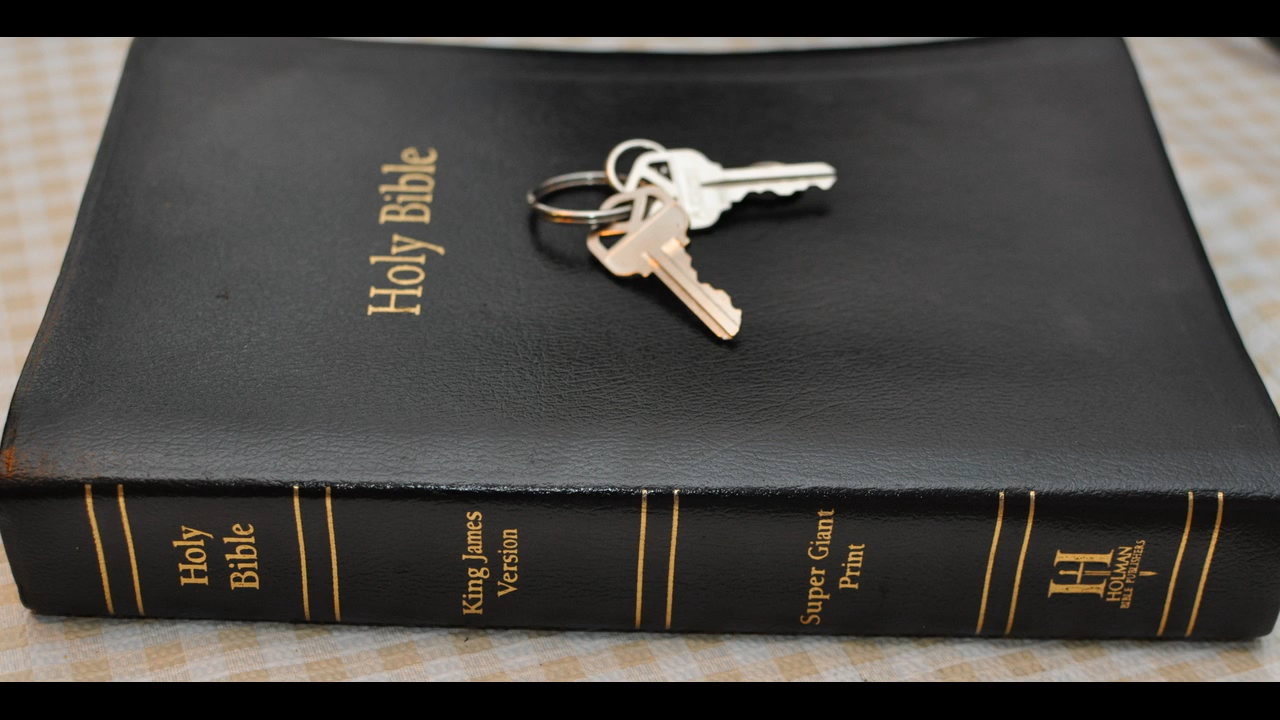 Holy Bible
Holy
Bible
King James
Version
Super Giant
Print
H
HOLMAN
BIBLE PUBLISHERS